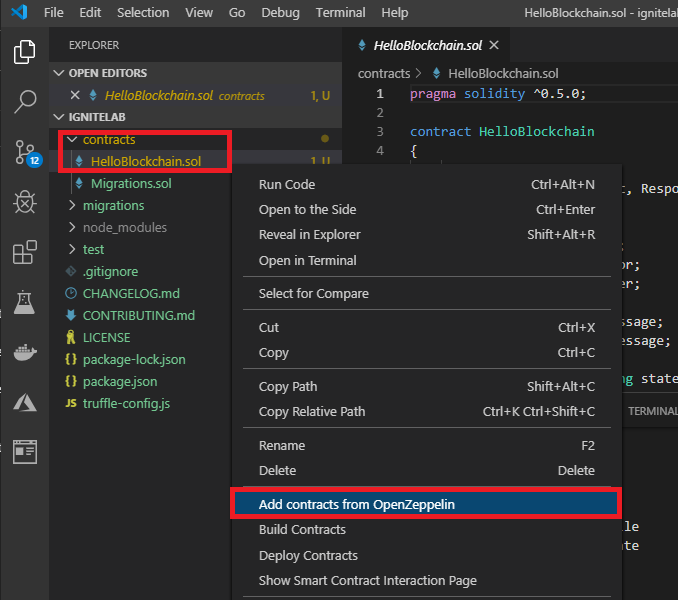 File Edit Selection View Go Debug Terminal Help HelloBlockchain.sol - ignitelab
EXPLORER
OPEN EDITORS
HelloBlockchain.sol contracts 1, U
IGNITELAB
contracts
HelloBlockchain.sol 1, U
Migrations.sol
migrations
node_modules
test
.gitignore
CHANGELOG.md
CONTRIBUTING.md
LICENSE
package-lock.json
package.json
JS truffle-config.js
12
HelloBlockchain.sol
contracts > HelloBlockchain.sol
1 pragma solidity ^0.5.0;
2
3 contract HelloBlockchain
4 {
Run Code Ctrl+Alt+N
Open to the Side Ctrl+Enter
Reveal in Explorer Shift+Alt+R
Open in Terminal
Select for Compare
Cut Ctrl+X
Copy Ctrl+C
Copy Path Shift+Alt+C
Copy Relative Path Ctrl+K Ctrl+Shift+C
Rename F2
Delete Delete
Add contracts from OpenZeppelin
Build Contracts
Deploy Contracts
Show Smart Contract Interaction Page
t, Respo
or;
er;
ssage;
essage;
ng state
TERMINAL
le
te